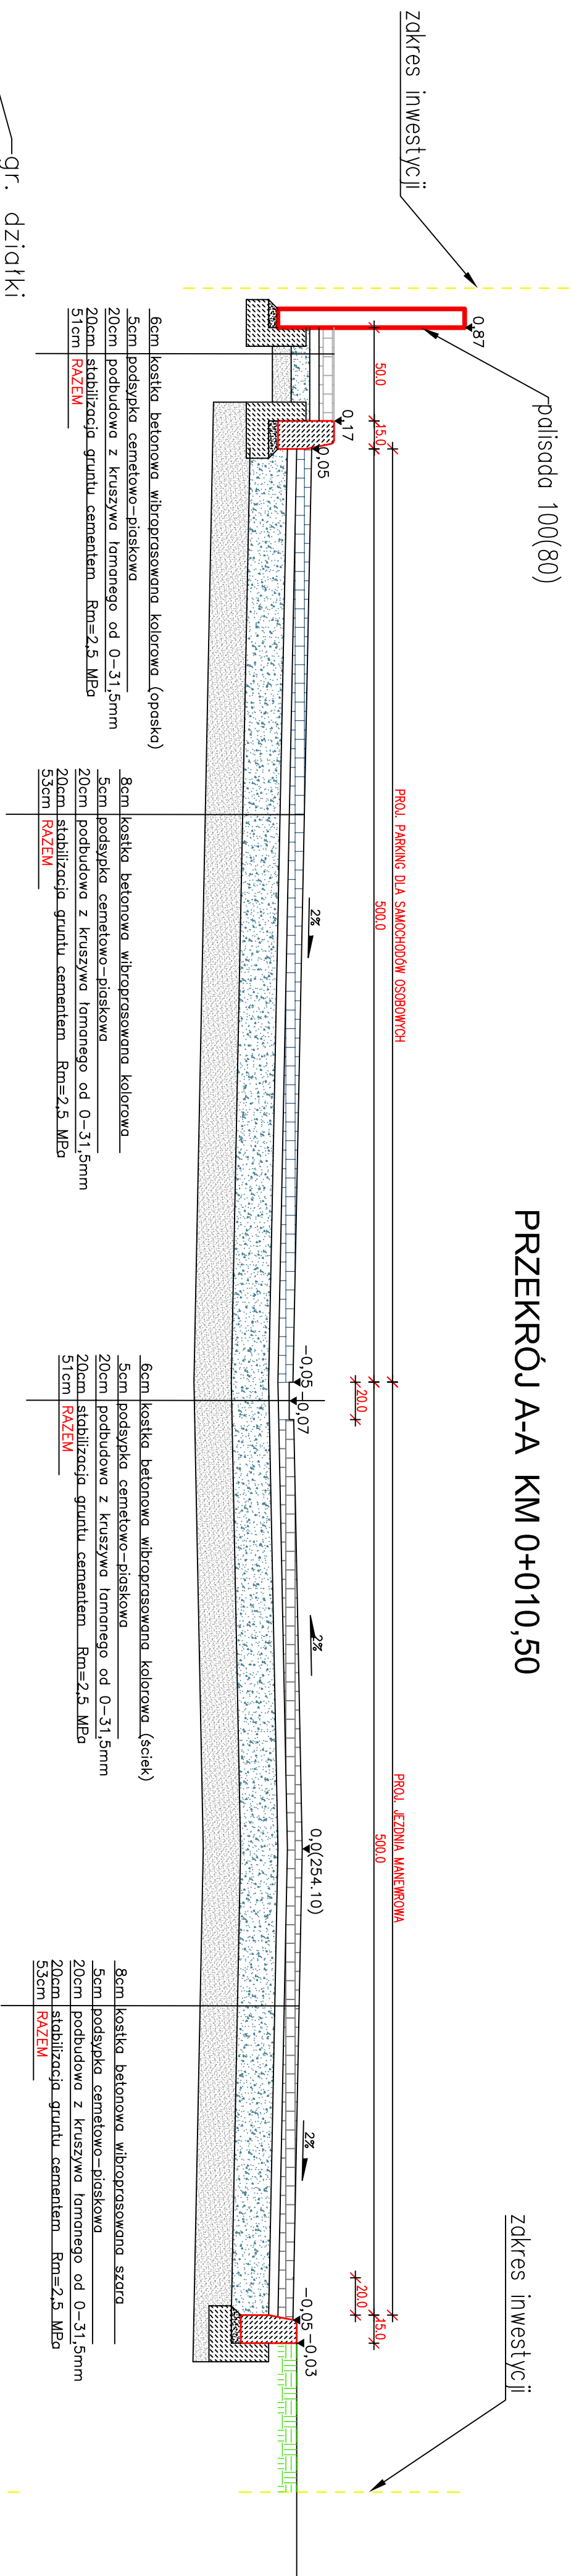 PRZEKRÓJ A-A KM 0+010,50
zakres inwestycji
palisada 100(80)
gr. działki
zakres inwestycji
PROJ. PARKING DLA SAMOCHODÓW OSOBOWYCH
PROJ. JEZDNIA MANEWROWA
50.0
15.0
500.0
500.0
15.0
20.0
20.0
0,87
0,17
0,05
2%
-0,05
-0,07
2%
0,0(254.10)
2%
-0,05
-0,03
6cm kostka betonowa wibroprasowana kolorowa (opaska)
5cm podsypka cemetowo-piaskowa
20cm podbudowa z kruszywa łamanego od 0-31,5mm
20cm stabilizacja gruntu cementem Rm=2,5 MPa
51cm RAZEM
8cm kostka betonowa wibroprasowana kolorowa
5cm podsypka cemetowo-piaskowa
20cm podbudowa z kruszywa łamanego od 0-31,5mm
20cm stabilizacja gruntu cementem Rm=2,5 MPa
53cm RAZEM
6cm kostka betonowa wibroprasowana kolorowa (ściek)
5cm podsypka cemetowo-piaskowa
20cm podbudowa z kruszywa łamanego od 0-31,5mm
20cm stabilizacja gruntu cementem Rm=2,5 MPa
51cm RAZEM
8cm kostka betonowa wibroprasowana szara
5cm podsypka cemetowo-piaskowa
20cm podbudowa z kruszywa łamanego od 0-31,5mm
20cm stabilizacja gruntu cementem Rm=2,5 MPa
53cm RAZEM